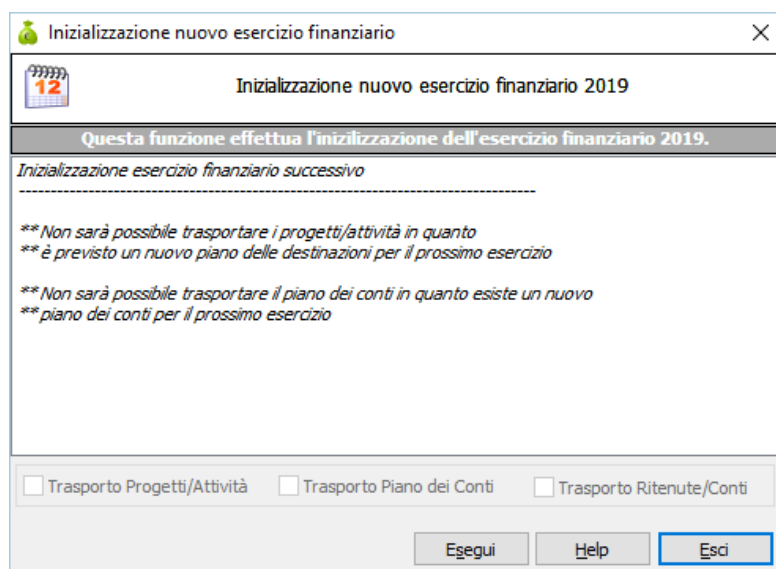 Inizializzazione nuovo esercizio finanziario
12
Inizializzazione nuovo esercizio finanziario 2019
Questa funzione effettua l'inizilizzazione dell'esercizio finanziario 2019.
Inizializzazione esercizio finanziario successivo
----------------------------------------------------------------------------------
** Non sarà possibile trasportare i progetti/attività in quanto
** è previsto un nuovo piano delle destinazioni per il prossimo esercizio
** Non sarà possibile trasportare il piano dei conti in quanto esiste un nuovo
** piano dei conti per il prossimo esercizio
Trasporto Progetti/Attività Trasporto Piano dei Conti Trasporto Ritenute/Conti
Esegui Help Esci